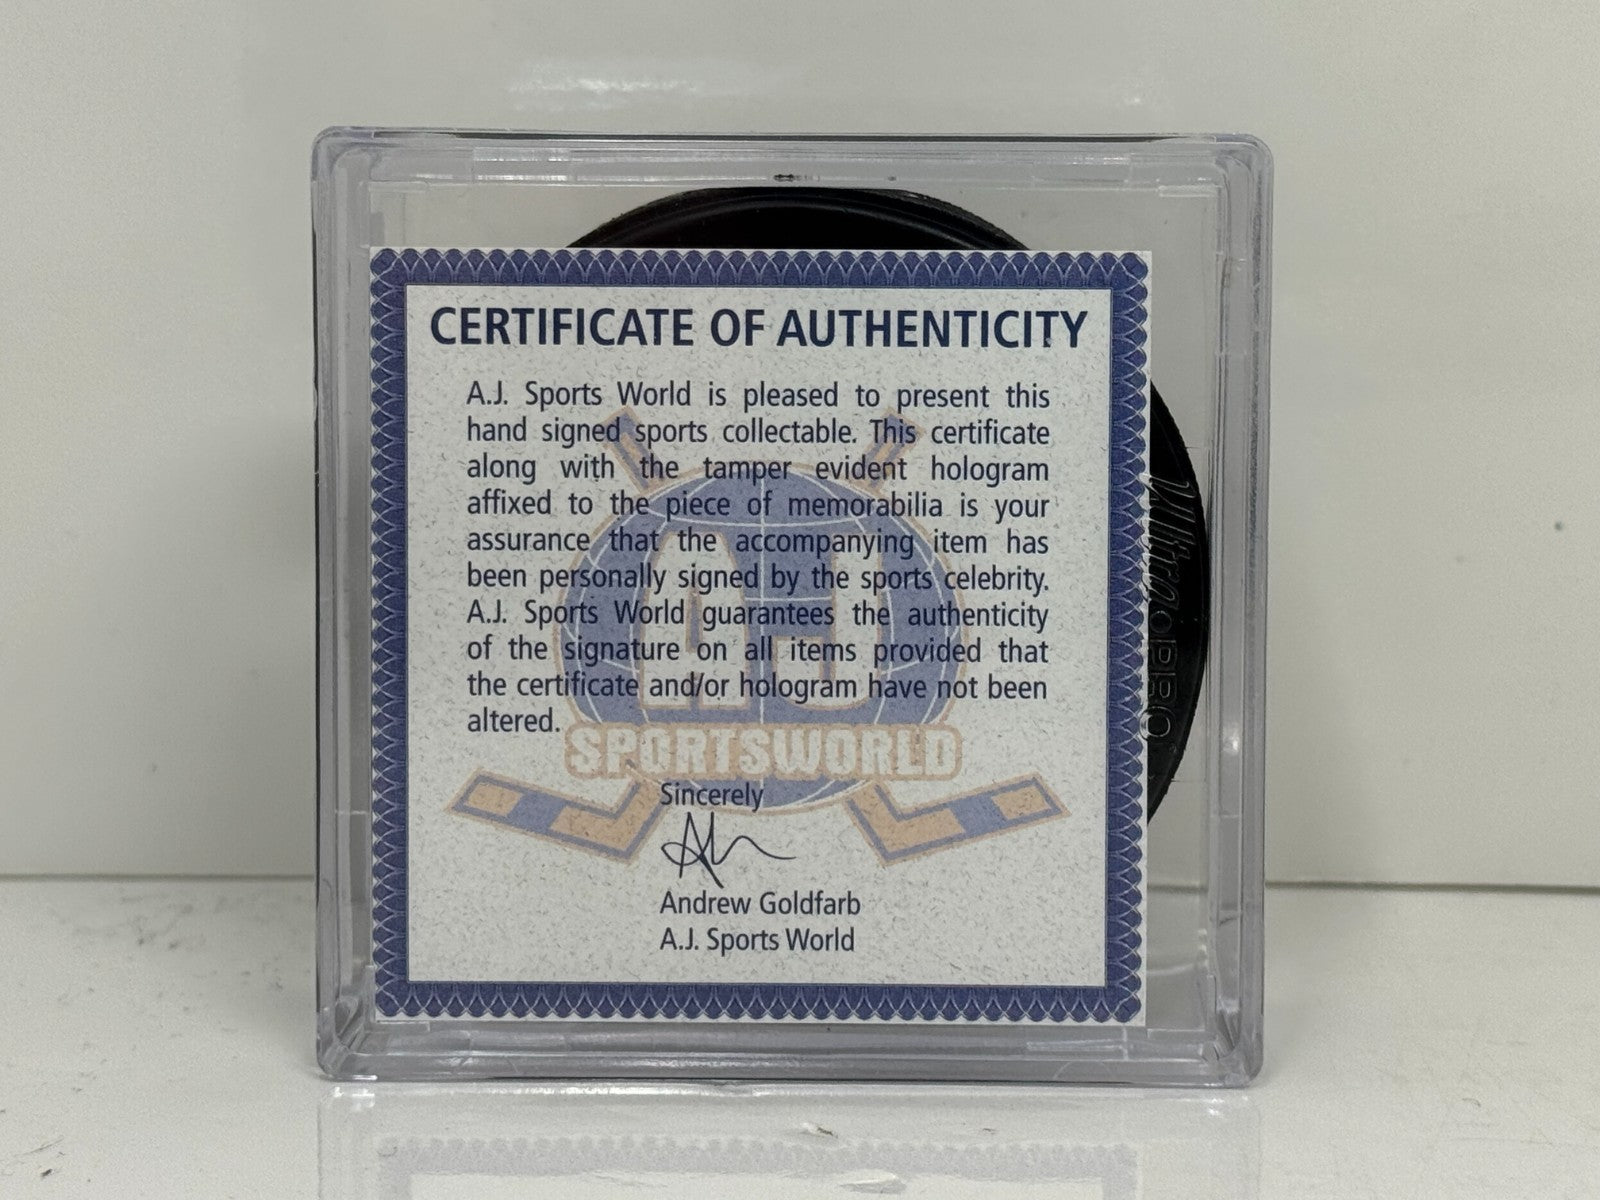 CERTIFICATE OF AUTHENTICITY
A.J. Sports World is pleased to present this
hand signed sports collectable. This certificate
along with the tamper evident hologram
affixed to the piece of memorabilia is your
assurance that the accompanying item has
been personally signed by the sports celebrity.
A.J. Sports World guarantees the authenticity
of the signature on all items provided that
the certificate and/or hologram have not been
altered.
AJ
SPORTSWORLD
Sincerely
Andrew Goldfarb
A.J. Sports World
Ultra•PRO